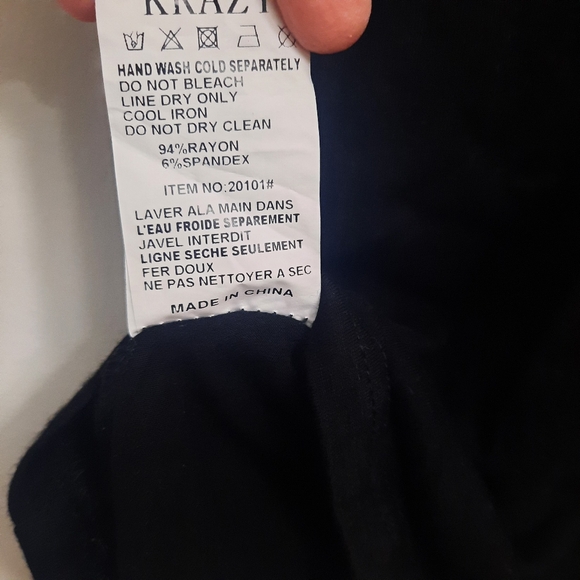 KRAZY
HAND WASH COLD SEPARATELY
DO NOT BLEACH
LINE DRY ONLY
COOL IRON
DO NOT DRY CLEAN
94%RAYON
6%SPANDEX
ITEM NO:20101#
LAVER ALA MAIN DANS
L'EAU FROIDE SEPAREMENT
JAVEL INTERDIT
LIGNE SECHE SEULEMENT
FER DOUX
NE PAS NETTOYER A SEC
MADE IN CHINA